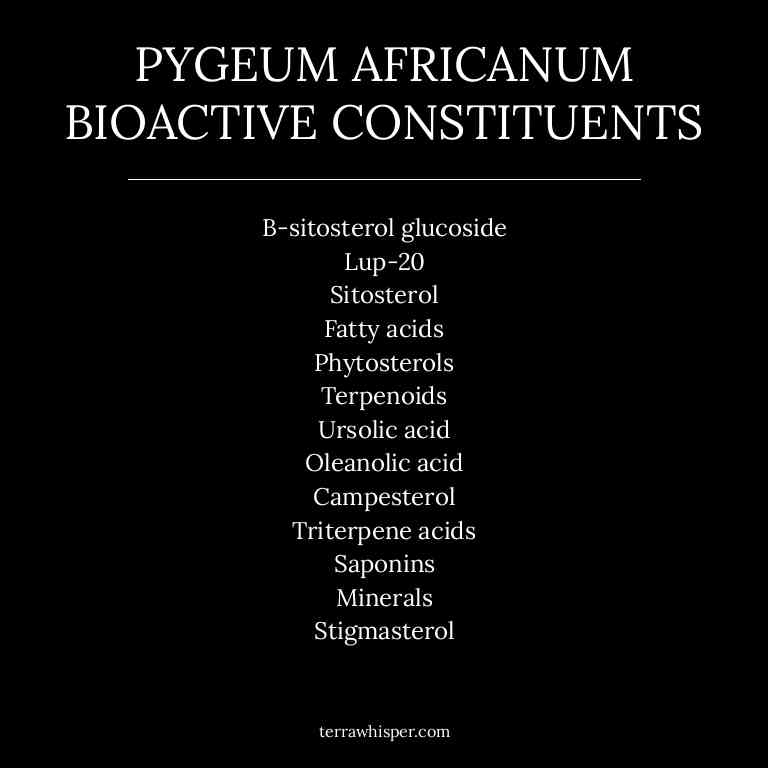 PYGEUM AFRICANUM
BIOACTIVE CONSTITUENTS
B-sitosterol glucoside
Lup-20
Sitosterol
Fatty acids
Phytosterols
Terpenoids
Ursolic acid
Oleanolic acid
Campesterol
Triterpene acids
Saponins
Minerals
Stigmasterol
terrawhisper.com